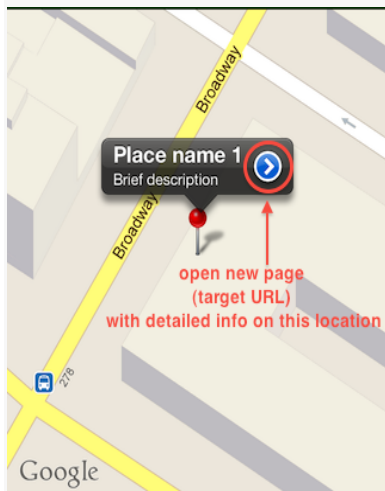 Broadway
Place name 1
Brief description
Broadway
open new page
(target URL)
with detailed info on this location
278
Google